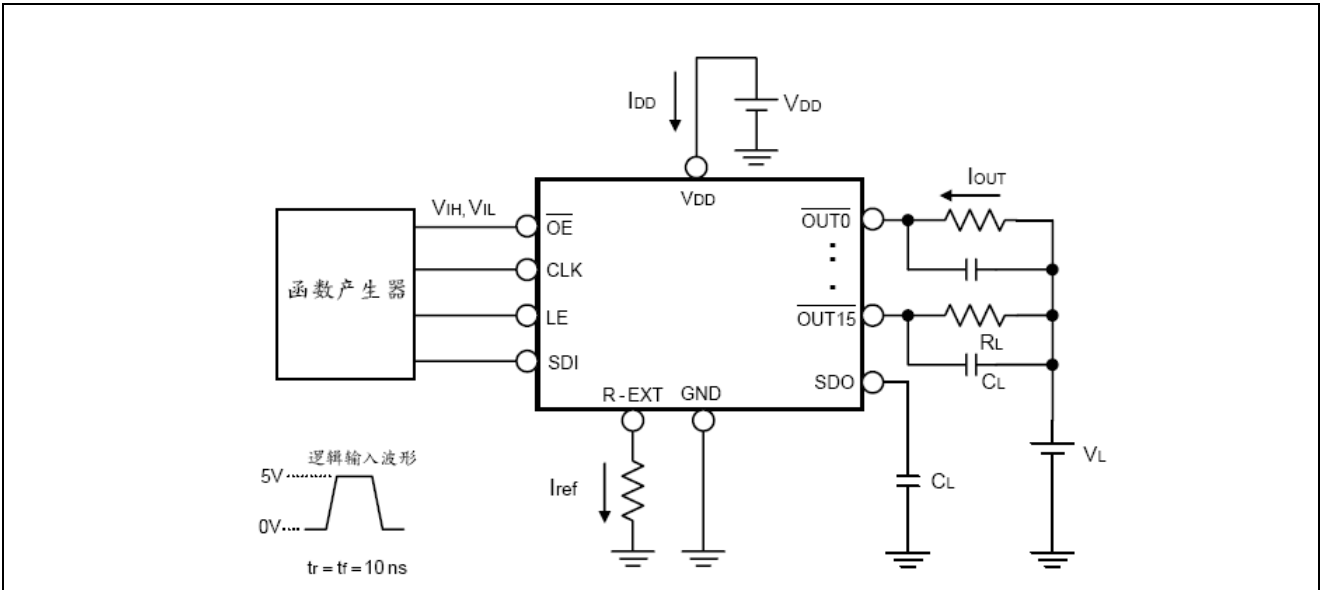 IDD
VDD
VDD
IOUT
VIH, VIL
OE
OUT0
CLK
函数产生器
LE
OUT15
RL
SDI
SDO
CL
R-EXT
GND
VL
逻辑输入波形
5V
Iref
CL
0V
tr = tf = 10 ns